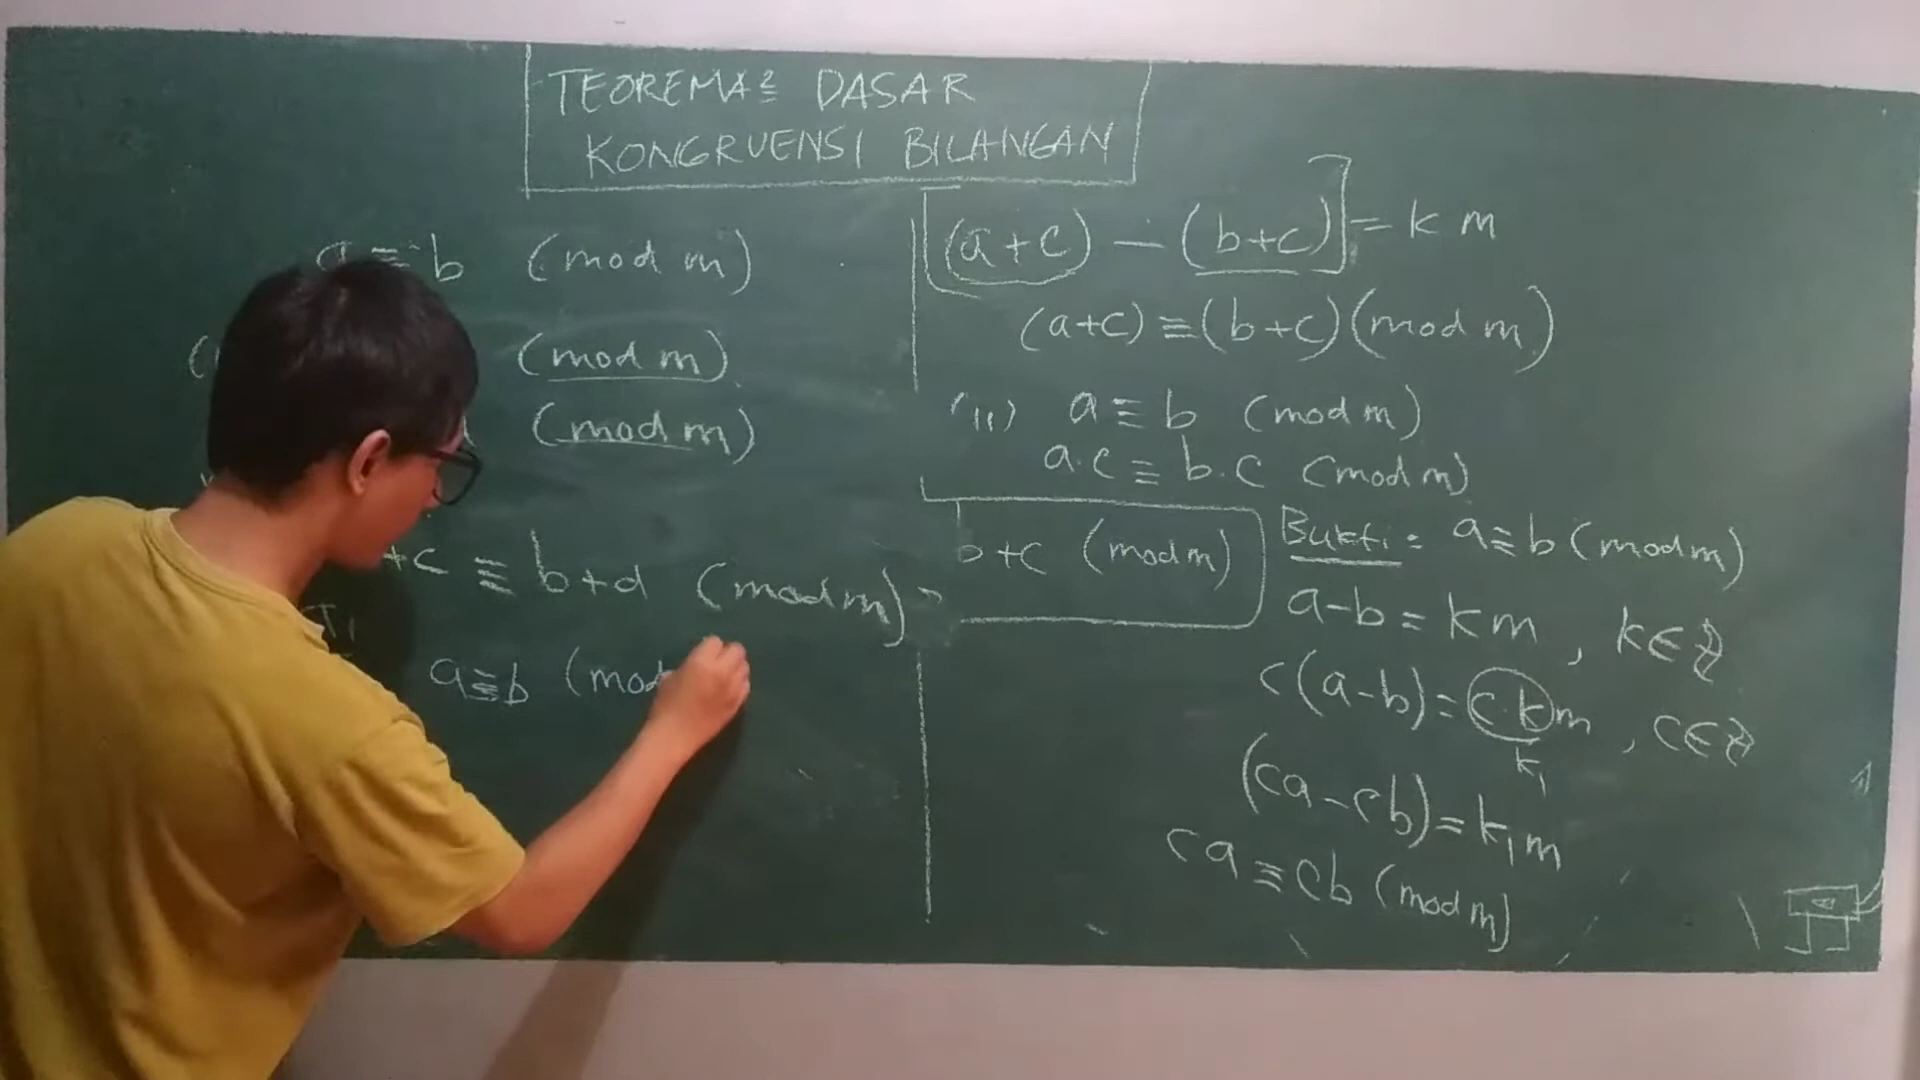 TEOREMA² DASAR
KONGRUENSI BILANGAN
a ≡ b (mod m)
(mod m)
(mod m)
+c ≡ b+d (mod m)
a≡b (mod
[(a+c) - (b+c)] = k m
(a+c) ≡ (b+c) (mod m)
(ii) a ≡ b (mod m)
a.c ≡ b.c (mod m)
b+c (mod m)
Bukti : a≡b (mod m)
a-b = km , k∈Z
c(a-b) = c.k m , c∈Z
k₁
(ca-cb) = k₁m
ca ≡ cb (mod m)